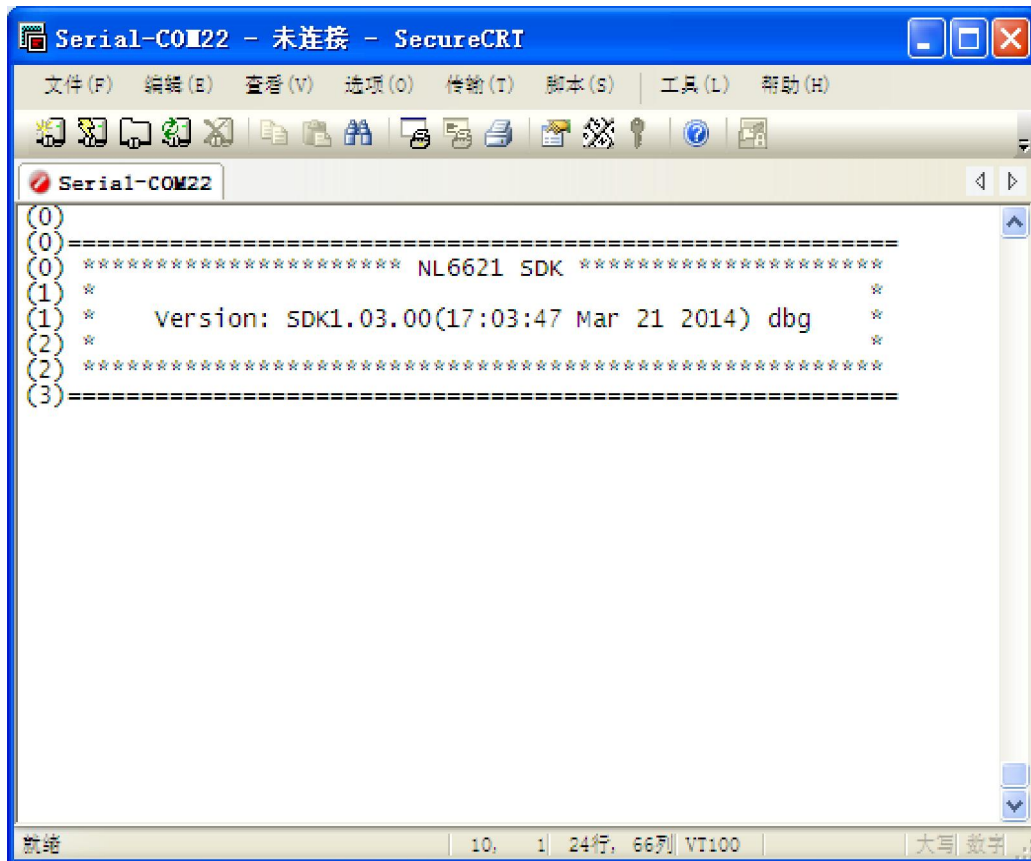 Serial-COM22 - 未连接 - SecureCRT
文件(F) 编辑(E) 查看(V) 选项(O) 传输(T) 脚本(S) 工具(L) 帮助(H)
Serial-COM22
(0)
(0)=========================================================
(0) ********************** NL6621 SDK *********************
(1) * *
(1) * Version: SDK1.03.00(17:03:47 Mar 21 2014) dbg *
(2) * *
(2) *******************************************************
(3)=========================================================
就绪 10, 1 24行, 66列 VT100 大写 数字